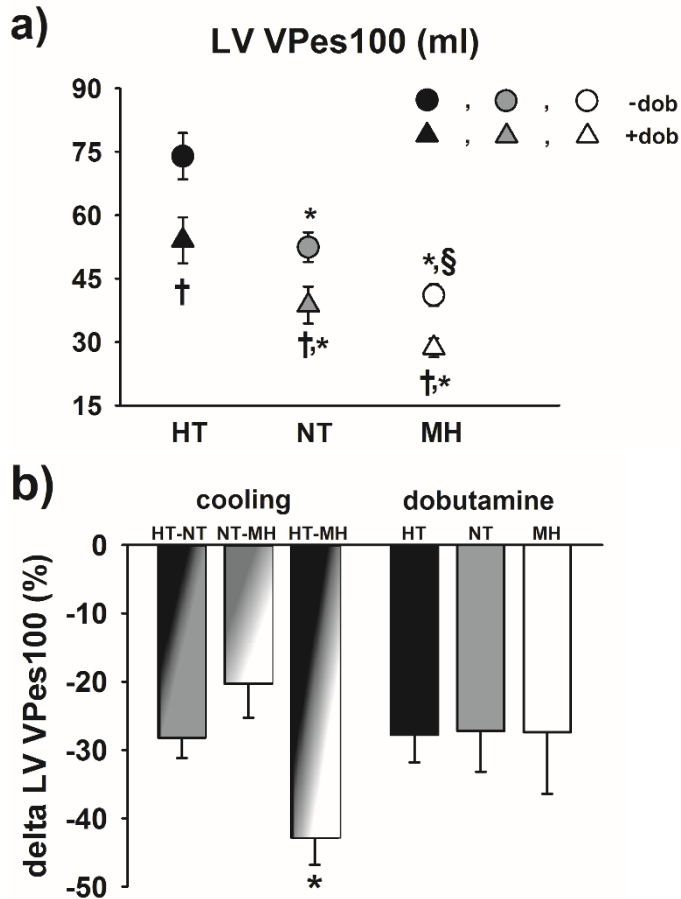 a)
LV VPes100 (ml)
90
75
60
45
30
15
, , -dob
, , +dob
*
*,§
†
†,*
†,*
HT NT MH
b)
cooling dobutamine
HT-NT NT-MH HT-MH HT NT MH
delta LV VPes100 (%)
0
-10
-20
-30
-40
-50
*